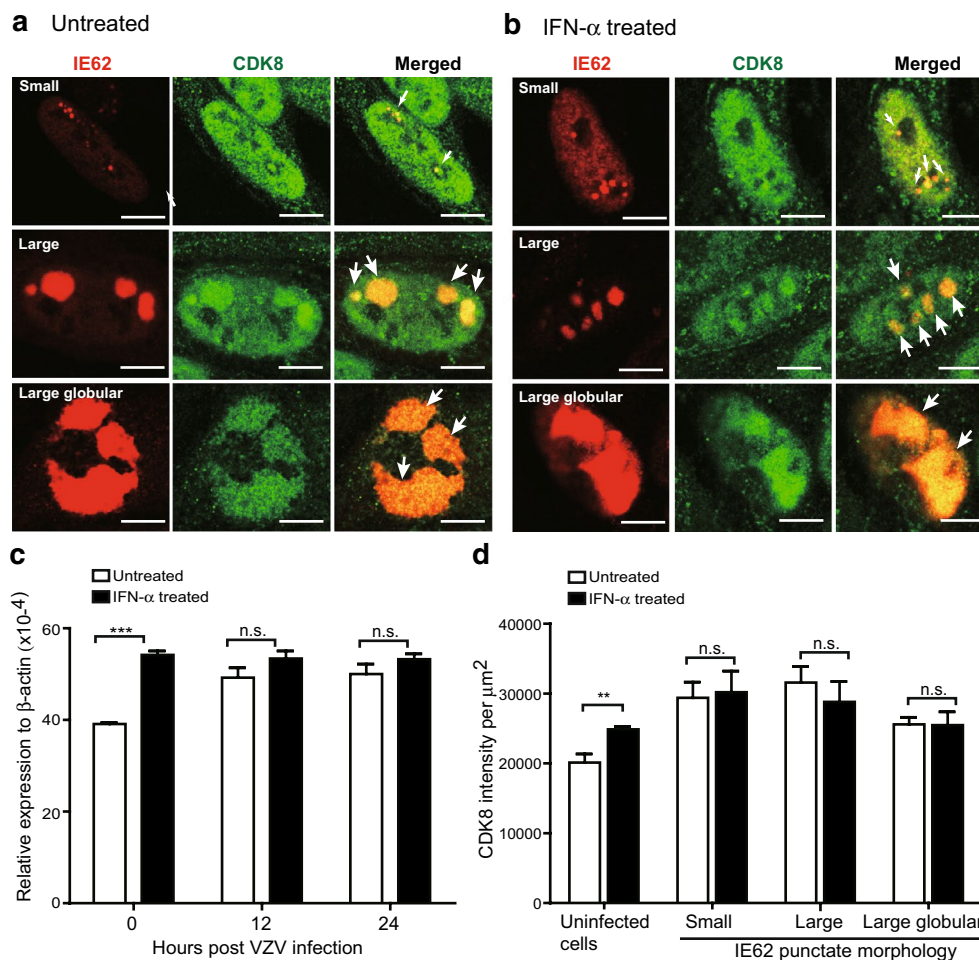 a Untreated
IE62 CDK8 Merged
Small
Large
Large globular
b IFN-α treated
IE62 CDK8 Merged
Small
Large
Large globular
c
Untreated
IFN-α treated
Relative expression to β-actin (x10-4)
60
40
20
0
*** n.s. n.s.
0 12 24
Hours post VZV infection
d
Untreated
IFN-α treated
CDK8 intensity per μm2
40000
30000
20000
10000
0
** n.s. n.s. n.s.
Uninfected cells
Small Large Large globular
IE62 punctate morphology